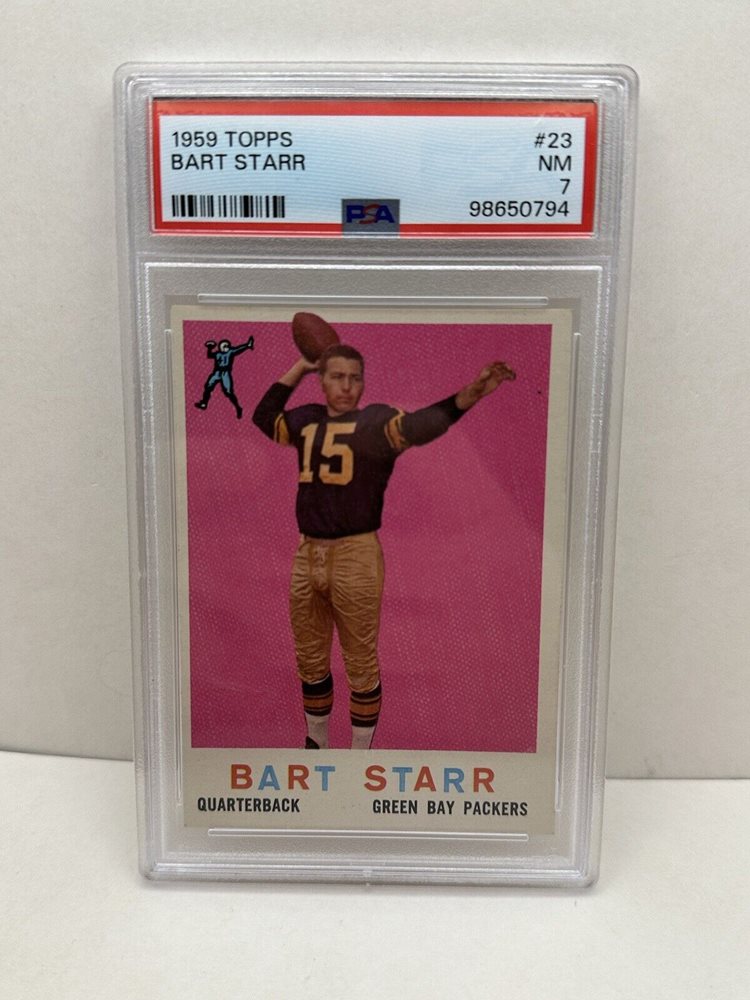 1959 TOPPS #23
BART STARR NM
7
PSA 98650794
15
BART STARR
QUARTERBACK GREEN BAY PACKERS